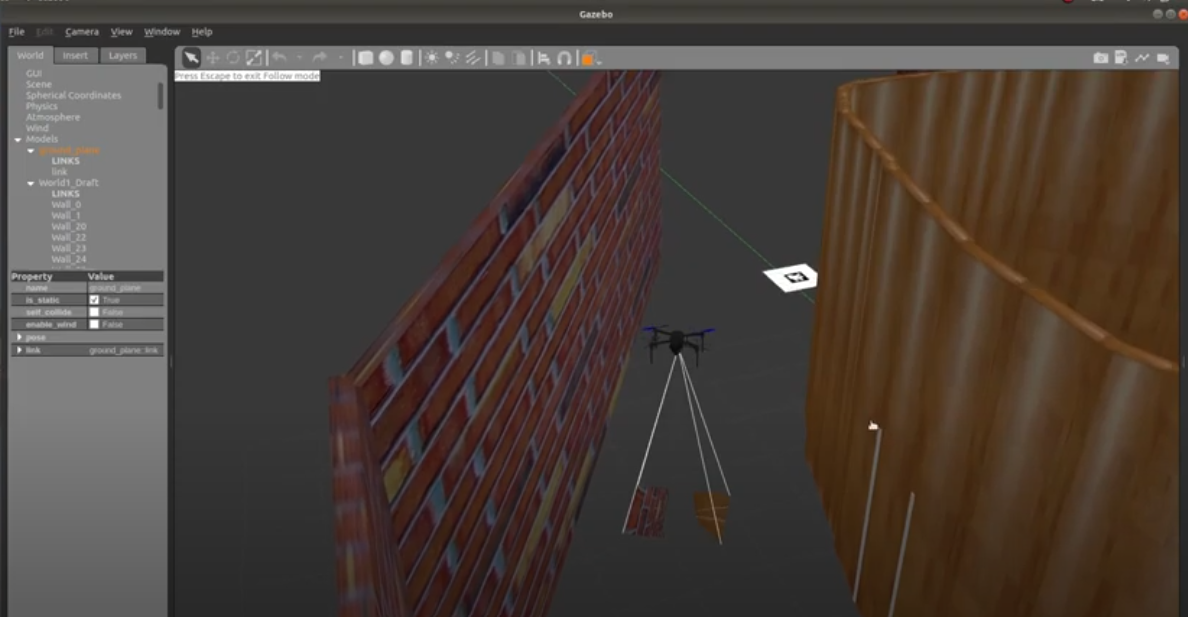 Gazebo
File Edit Camera View Window Help
World Insert Layers
Press Escape to exit Follow mode
GUI
Scene
Spherical Coordinates
Physics
Atmosphere
Wind
Models
ground_plane
LINKS
link
World1_Draft
LINKS
Wall_0
Wall_1
Wall_20
Wall_22
Wall_23
Wall_24
Property Value
name ground_plane
is_static True
self_collide False
enable_wind False
pose
link ground_plane::link